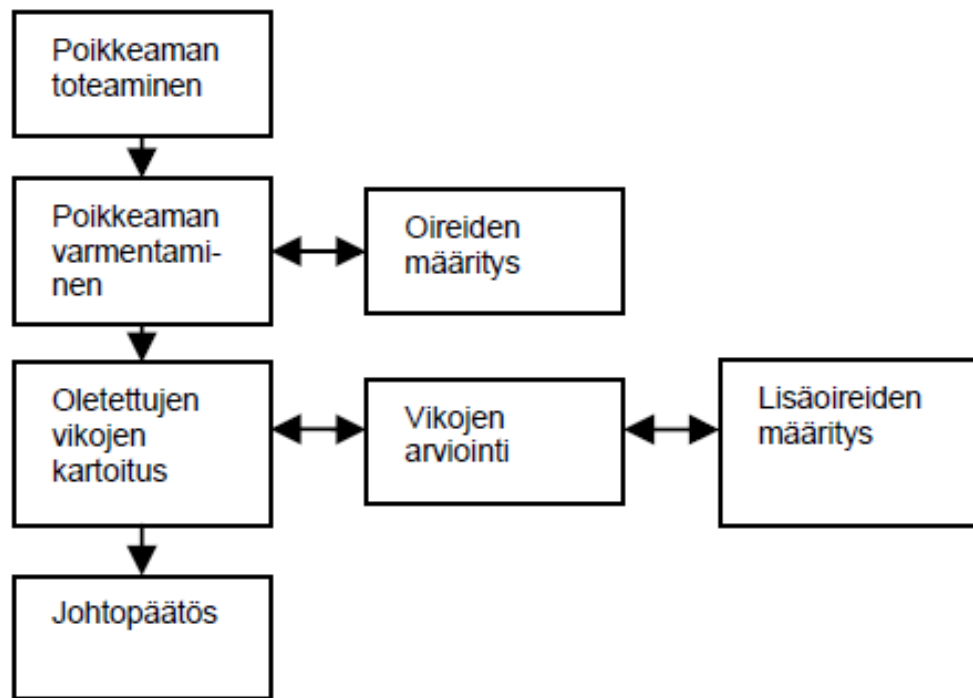 Poikkeaman
toteaminen
Poikkeaman
varmentami-
nen
Oireiden
määritys
Oletettujen
vikojen
kartoitus
Vikojen
arviointi
Lisäoireiden
määritys
Johtopäätös